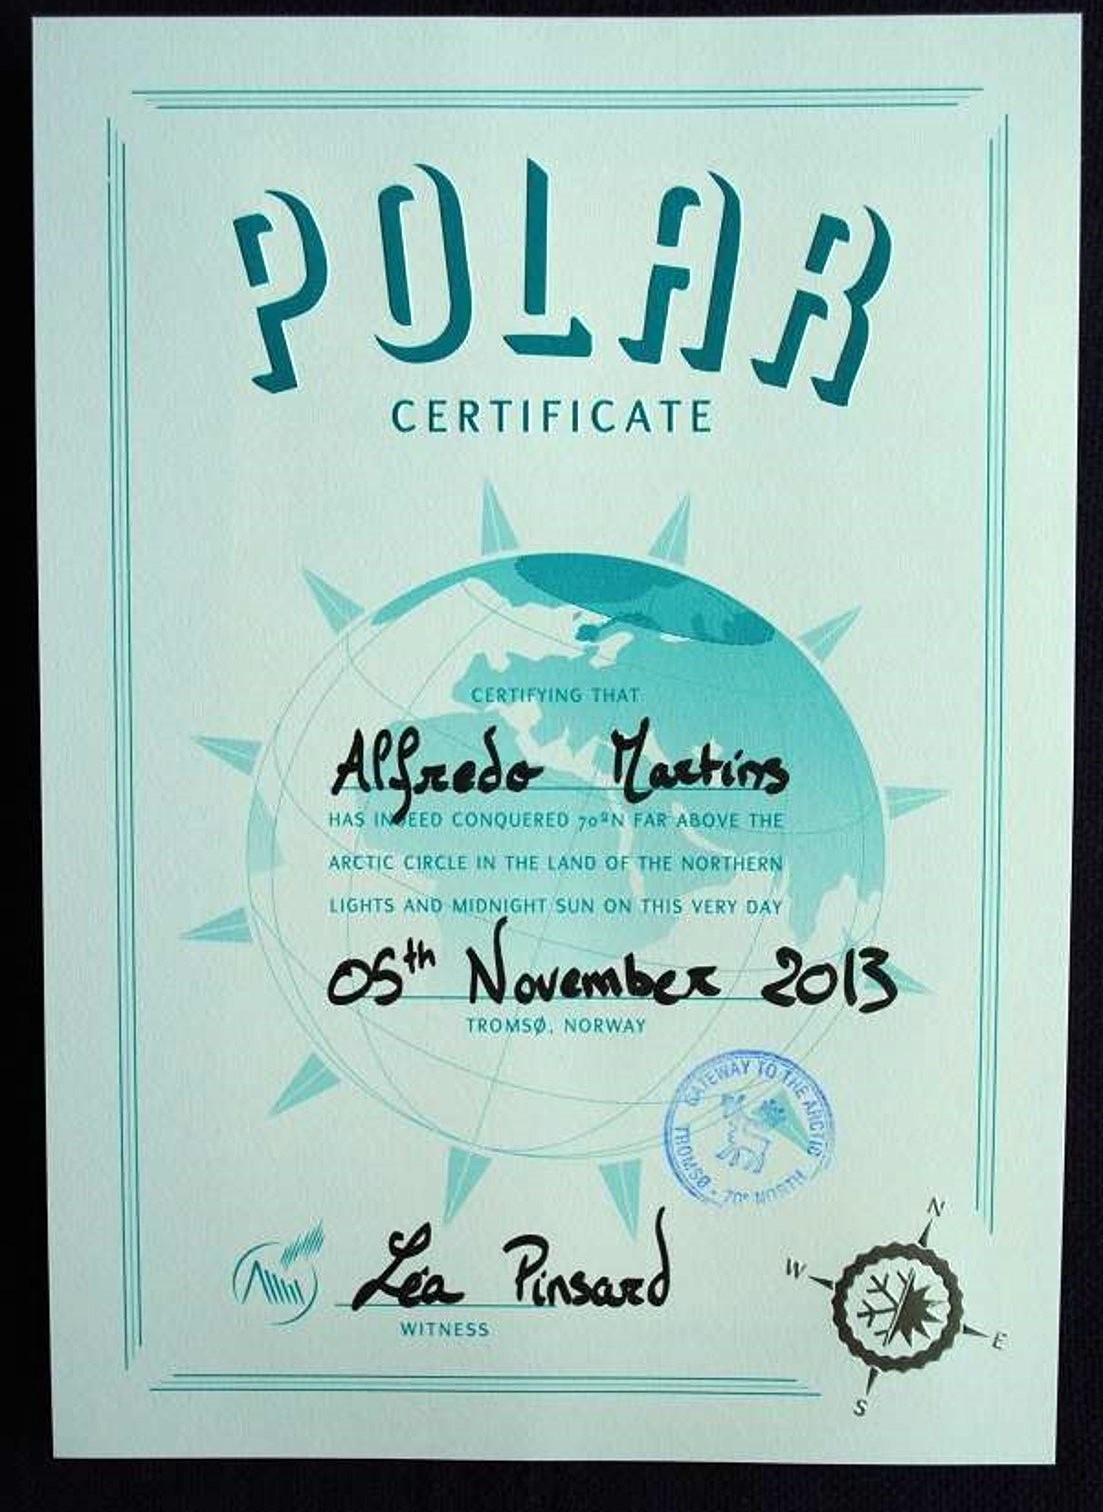 POLAR
CERTIFICATE
CERTIFYING THAT
Alfredo Martins
HAS INDEED CONQUERED 70ºN FAR ABOVE THE
ARCTIC CIRCLE IN THE LAND OF THE NORTHERN
LIGHTS AND MIDNIGHT SUN ON THIS VERY DAY
05th November 2013
TROMSØ, NORWAY
GATEWAY TO THE ARCTIC
TROMSØ • 70° NORTH
Léa Pinsard
WITNESS
N
W
E
S